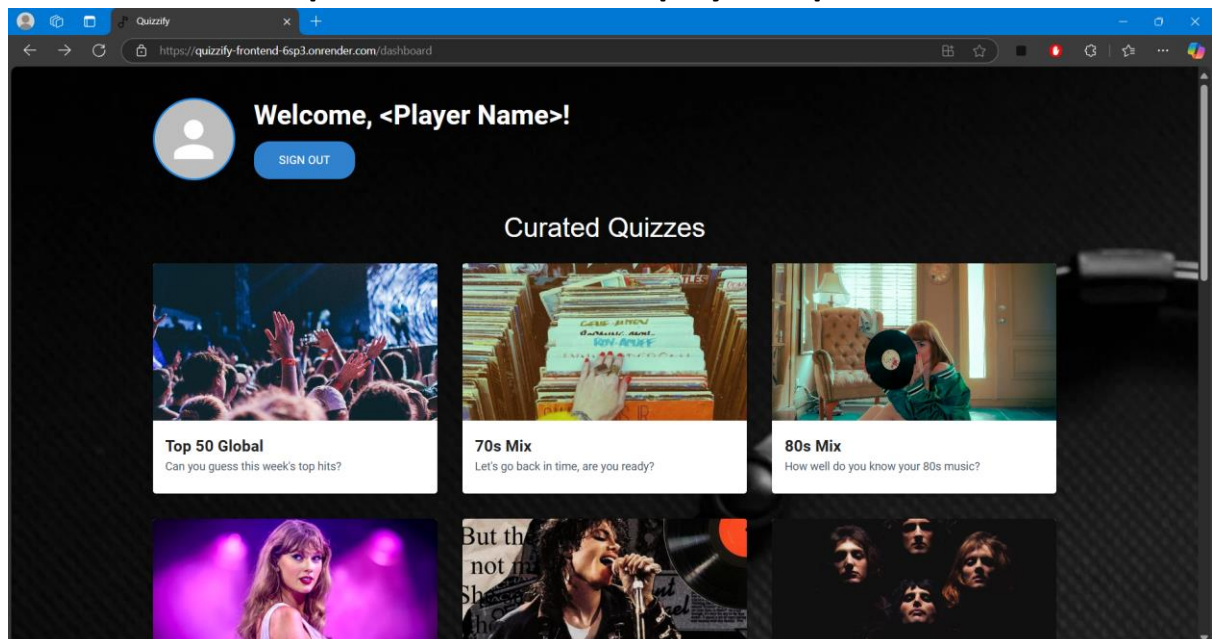 Quizzify
https://quizzify-frontend-6sp3.onrender.com/dashboard
Welcome, <Player Name>!
SIGN OUT
Curated Quizzes
Top 50 Global
Can you guess this week's top hits?
70s Mix
Let's go back in time, are you ready?
80s Mix
How well do you know your 80s music?
But th
not m